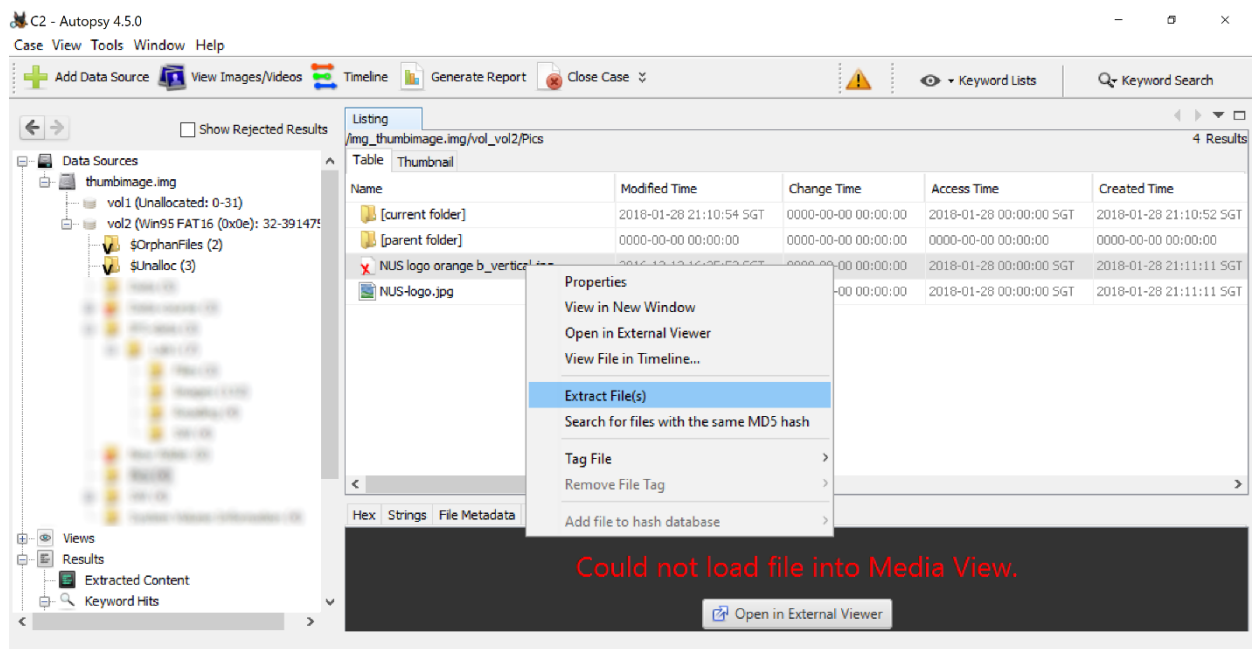 C2 - Autopsy 4.5.0
Case View Tools Window Help
Add Data Source View Images/Videos Timeline Generate Report Close Case Keyword Lists Keyword Search
Show Rejected Results
Data Sources
thumbimage.img
vol1 (Unallocated: 0-31)
vol2 (Win95 FAT16 (0x0e): 32-391475
$OrphanFiles (2)
$Unalloc (3)
Views
Results
Extracted Content
Keyword Hits
Listing
/img_thumbimage.img/vol_vol2/Pics
4 Results
Table Thumbnail
Name Modified Time Change Time Access Time Created Time
[current folder] 2018-01-28 21:10:54 SGT 0000-00-00 00:00:00 2018-01-28 00:00:00 SGT 2018-01-28 21:10:52 SGT
[parent folder] 0000-00-00 00:00:00 0000-00-00 00:00:00 0000-00-00 00:00:00 0000-00-00 00:00:00
NUS logo orange b_vertical.jpg 2018-01-28 00:00:00 SGT 2018-01-28 21:11:11 SGT
NUS-logo.jpg -00 00:00:00 2018-01-28 00:00:00 SGT 2018-01-28 21:11:11 SGT
Properties
View in New Window
Open in External Viewer
View File in Timeline...
Extract File(s)
Search for files with the same MD5 hash
Tag File
Remove File Tag
Add file to hash database
Hex Strings File Metadata
Could not load file into Media View.
Open in External Viewer